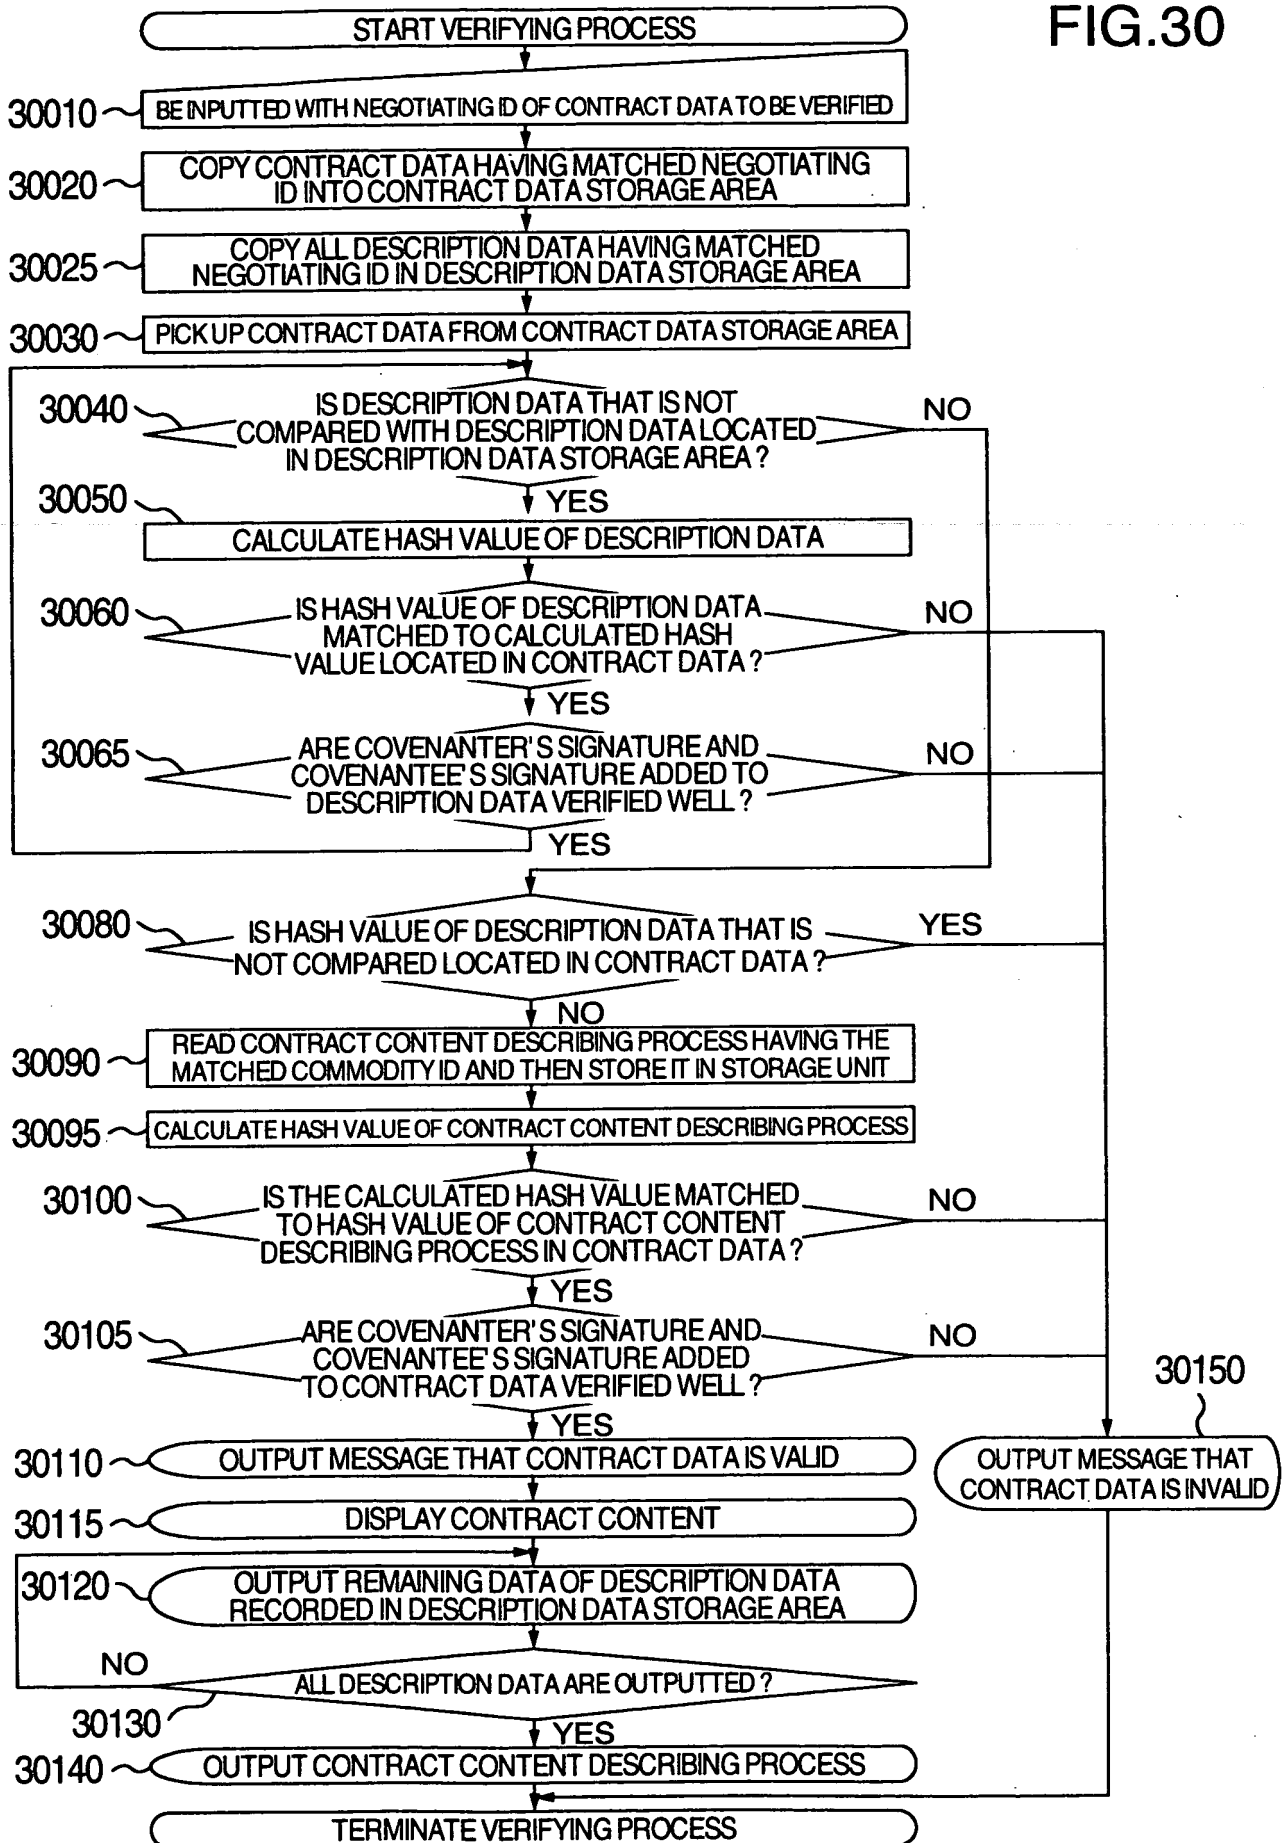 FIG.30
START VERIFYING PROCESS
30010
BE INPUTTED WITH NEGOTIATING ID OF CONTRACT DATA TO BE VERIFIED
30020
COPY CONTRACT DATA HAVING MATCHED NEGOTIATING
ID INTO CONTRACT DATA STORAGE AREA
30025
COPY ALL DESCRIPTION DATA HAVING MATCHED
NEGOTIATING ID IN DESCRIPTION DATA STORAGE AREA
30030
PICK UP CONTRACT DATA FROM CONTRACT DATA STORAGE AREA
30040
IS DESCRIPTION DATA THAT IS NOT
COMPARED WITH DESCRIPTION DATA LOCATED
IN DESCRIPTION DATA STORAGE AREA ?
NO
YES
30050
CALCULATE HASH VALUE OF DESCRIPTION DATA
30060
IS HASH VALUE OF DESCRIPTION DATA
MATCHED TO CALCULATED HASH
VALUE LOCATED IN CONTRACT DATA ?
NO
YES
30065
ARE COVENANTER'S SIGNATURE AND
COVENANTEE'S SIGNATURE ADDED TO
DESCRIPTION DATA VERIFIED WELL ?
NO
YES
30080
IS HASH VALUE OF DESCRIPTION DATA THAT IS
NOT COMPARED LOCATED IN CONTRACT DATA ?
YES
NO
30090
READ CONTRACT CONTENT DESCRIBING PROCESS HAVING THE
MATCHED COMMODITY ID AND THEN STORE IT IN STORAGE UNIT
30095
CALCULATE HASH VALUE OF CONTRACT CONTENT DESCRIBING PROCESS
30100
IS THE CALCULATED HASH VALUE MATCHED
TO HASH VALUE OF CONTRACT CONTENT
DESCRIBING PROCESS IN CONTRACT DATA ?
NO
YES
30105
ARE COVENANTER'S SIGNATURE AND
COVENANTEE'S SIGNATURE ADDED
TO CONTRACT DATA VERIFIED WELL ?
NO
YES
30150
OUTPUT MESSAGE THAT
CONTRACT DATA IS INVALID
30110
OUTPUT MESSAGE THAT CONTRACT DATA IS VALID
30115
DISPLAY CONTRACT CONTENT
30120
OUTPUT REMAINING DATA OF DESCRIPTION DATA
RECORDED IN DESCRIPTION DATA STORAGE AREA
NO
30130
ALL DESCRIPTION DATA ARE OUTPUTTED ?
YES
30140
OUTPUT CONTRACT CONTENT DESCRIBING PROCESS
TERMINATE VERIFYING PROCESS